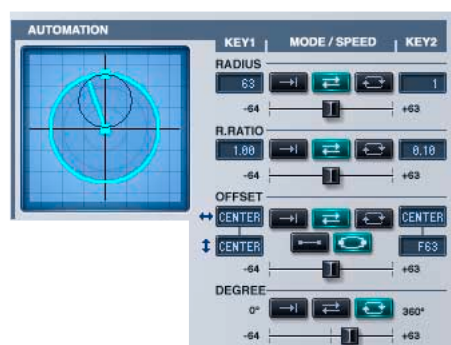 AUTOMATION
KEY1 MODE / SPEED KEY2
RADIUS
63 1
-64 +63
R.RATIO
1.00 0.10
-64 +63
OFFSET
CENTER CENTER
CENTER F63
-64 +63
DEGREE
0° 360°
-64 +63